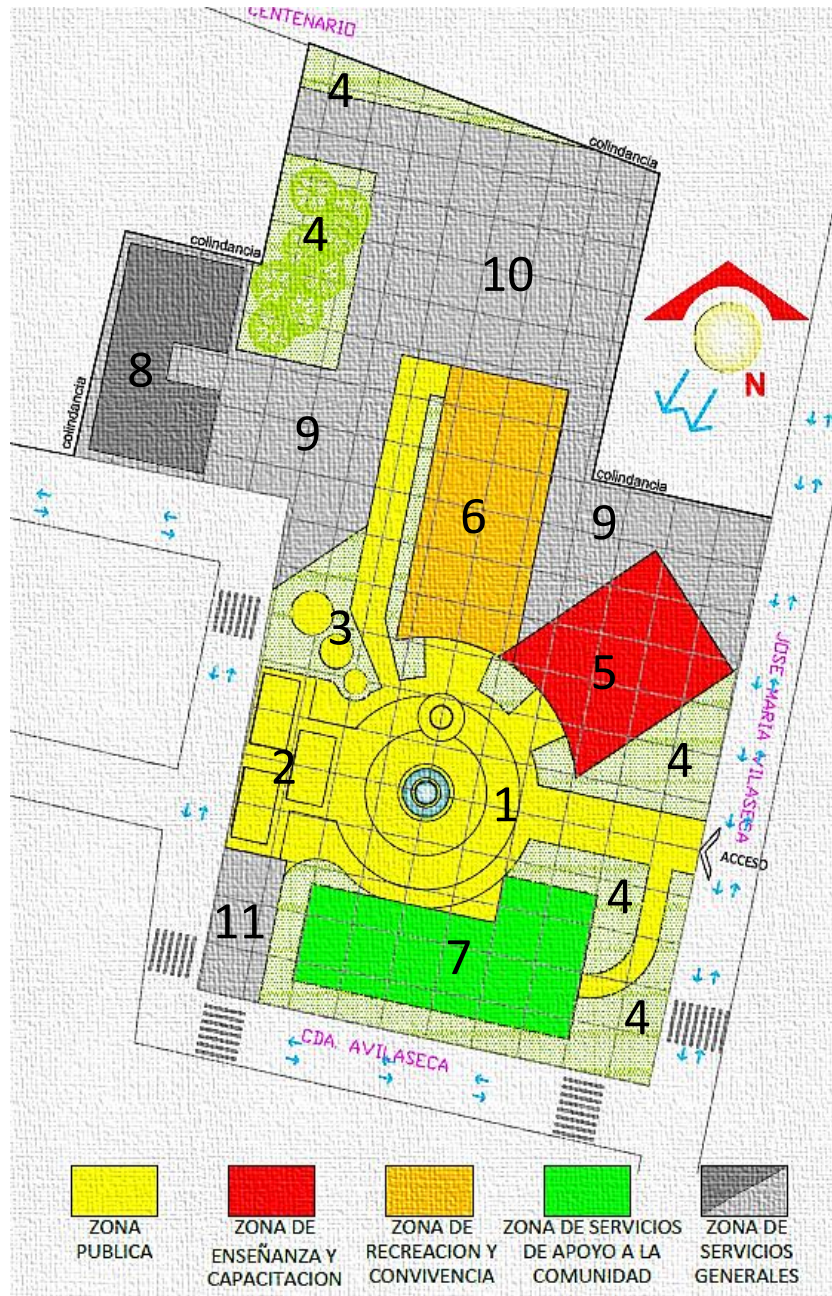 CENTENARIO
4
colindancia
4
colindancia
10
N
8
colindancia
9
colindancia
6
9
3
5
JOSE MARIA VILASECA
2
4
1
ACCESO
4
11
7
4
CDA. AVILASECA
ZONA
PUBLICA
ZONA DE
ENSEÑANZA Y
CAPACITACION
ZONA DE
RECREACION Y
CONVIVENCIA
ZONA DE SERVICIOS
DE APOYO A LA
COMUNIDAD
ZONA DE
SERVICIOS
GENERALES